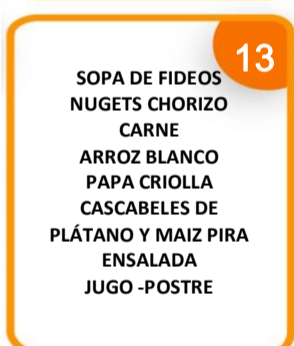 13
SOPA DE FIDEOS
NUGETS CHORIZO
CARNE
ARROZ BLANCO
PAPA CRIOLLA
CASCABELES DE
PLÁTANO Y MAIZ PIRA
ENSALADA
JUGO -POSTRE